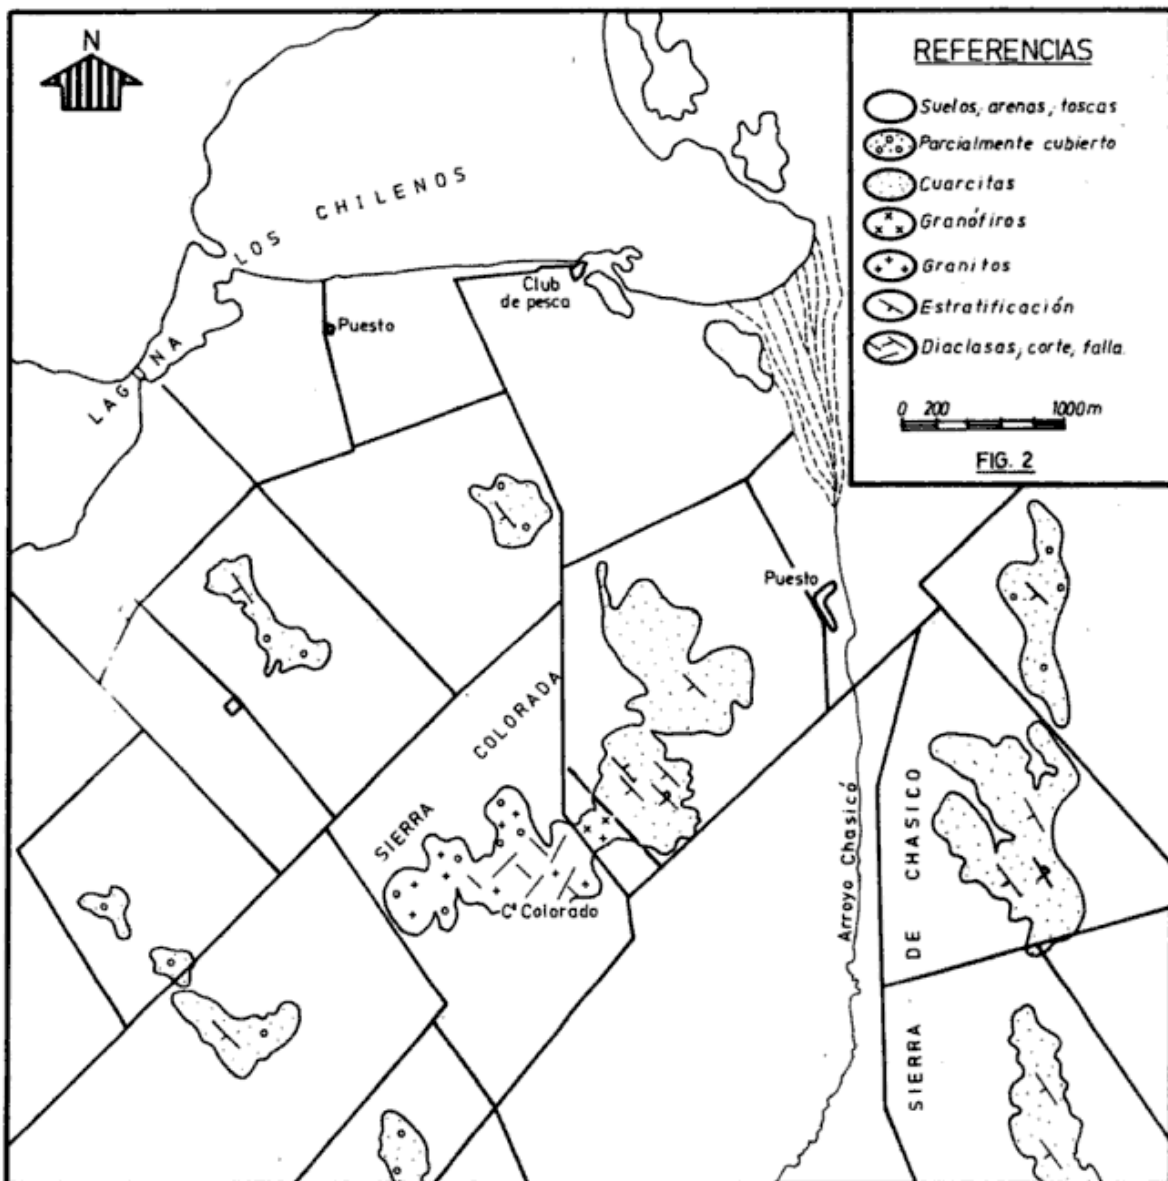 N
REFERENCIAS
Suelos, arenas, toscas
Parcialmente cubierto
Cuarcitas
Granófiros
Granitos
Estratificación
Diaclasas, corte, falla.
0 200 1000m
FIG. 2
LAGUNA LOS CHILENOS
Club
de pesca
Puesto
Puesto
SIERRA COLORADA
Cº Colorado
Arroyo Chasicó
SIERRA DE CHASICO